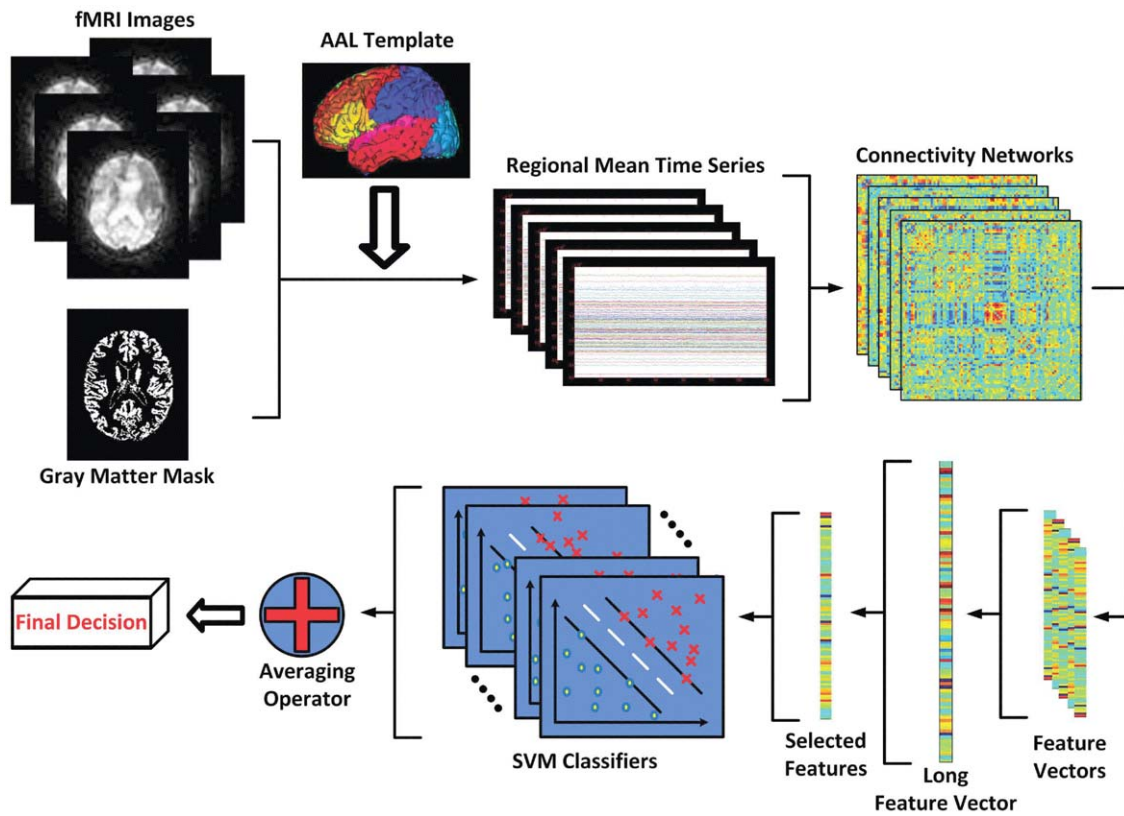 fMRI Images
AAL Template
Regional Mean Time Series
Connectivity Networks
Gray Matter Mask
Final Decision
Averaging
Operator
SVM Classifiers
Selected
Features
Long
Feature Vector
Feature
Vectors